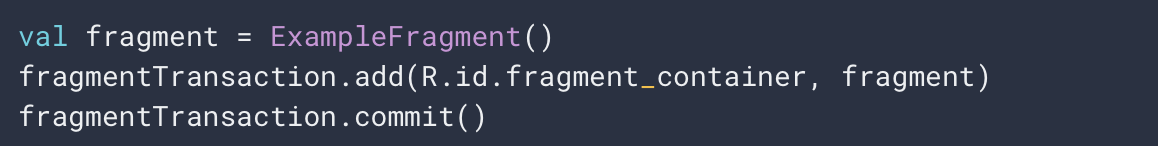 val fragment = ExampleFragment()
fragmentTransaction.add(R.id.fragment_container, fragment)
fragmentTransaction.commit()